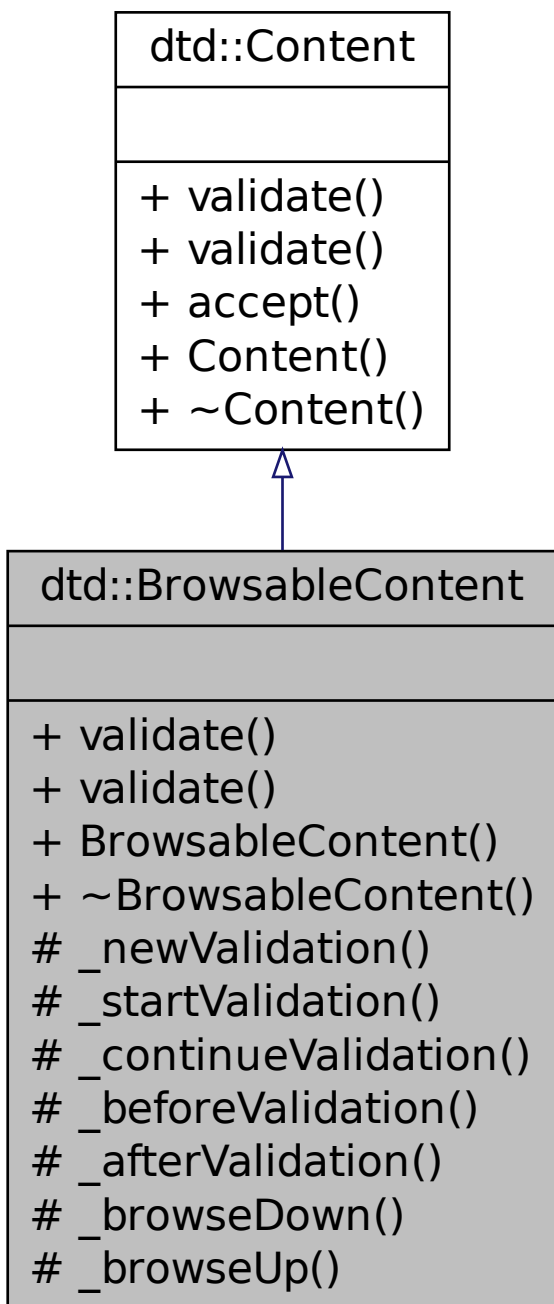 dtd::Content
+ validate()
+ validate()
+ accept()
+ Content()
+ ~Content()
dtd::BrowsableContent
+ validate()
+ validate()
+ BrowsableContent()
+ ~BrowsableContent()
# _newValidation()
# _startValidation()
# _continueValidation()
# _beforeValidation()
# _afterValidation()
# _browseDown()
# _browseUp()